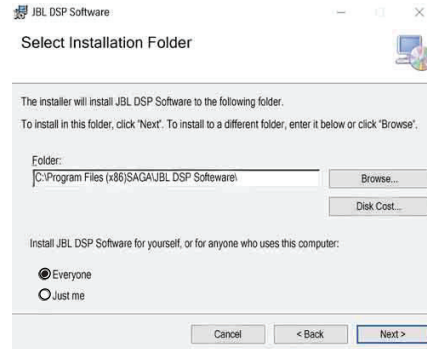 JBL DSP Software
Select Installation Folder
The installer will install JBL DSP Software to the following folder.
To install in this folder, click "Next". To install to a different folder, enter it below or click "Browse".
Folder:
C:\Program Files (x86)SAGA\JBL DSP Softeware\
Browse...
Disk Cost...
Install JBL DSP Software for yourself, or for anyone who uses this computer:
Everyone
Just me
Cancel
< Back
Next >